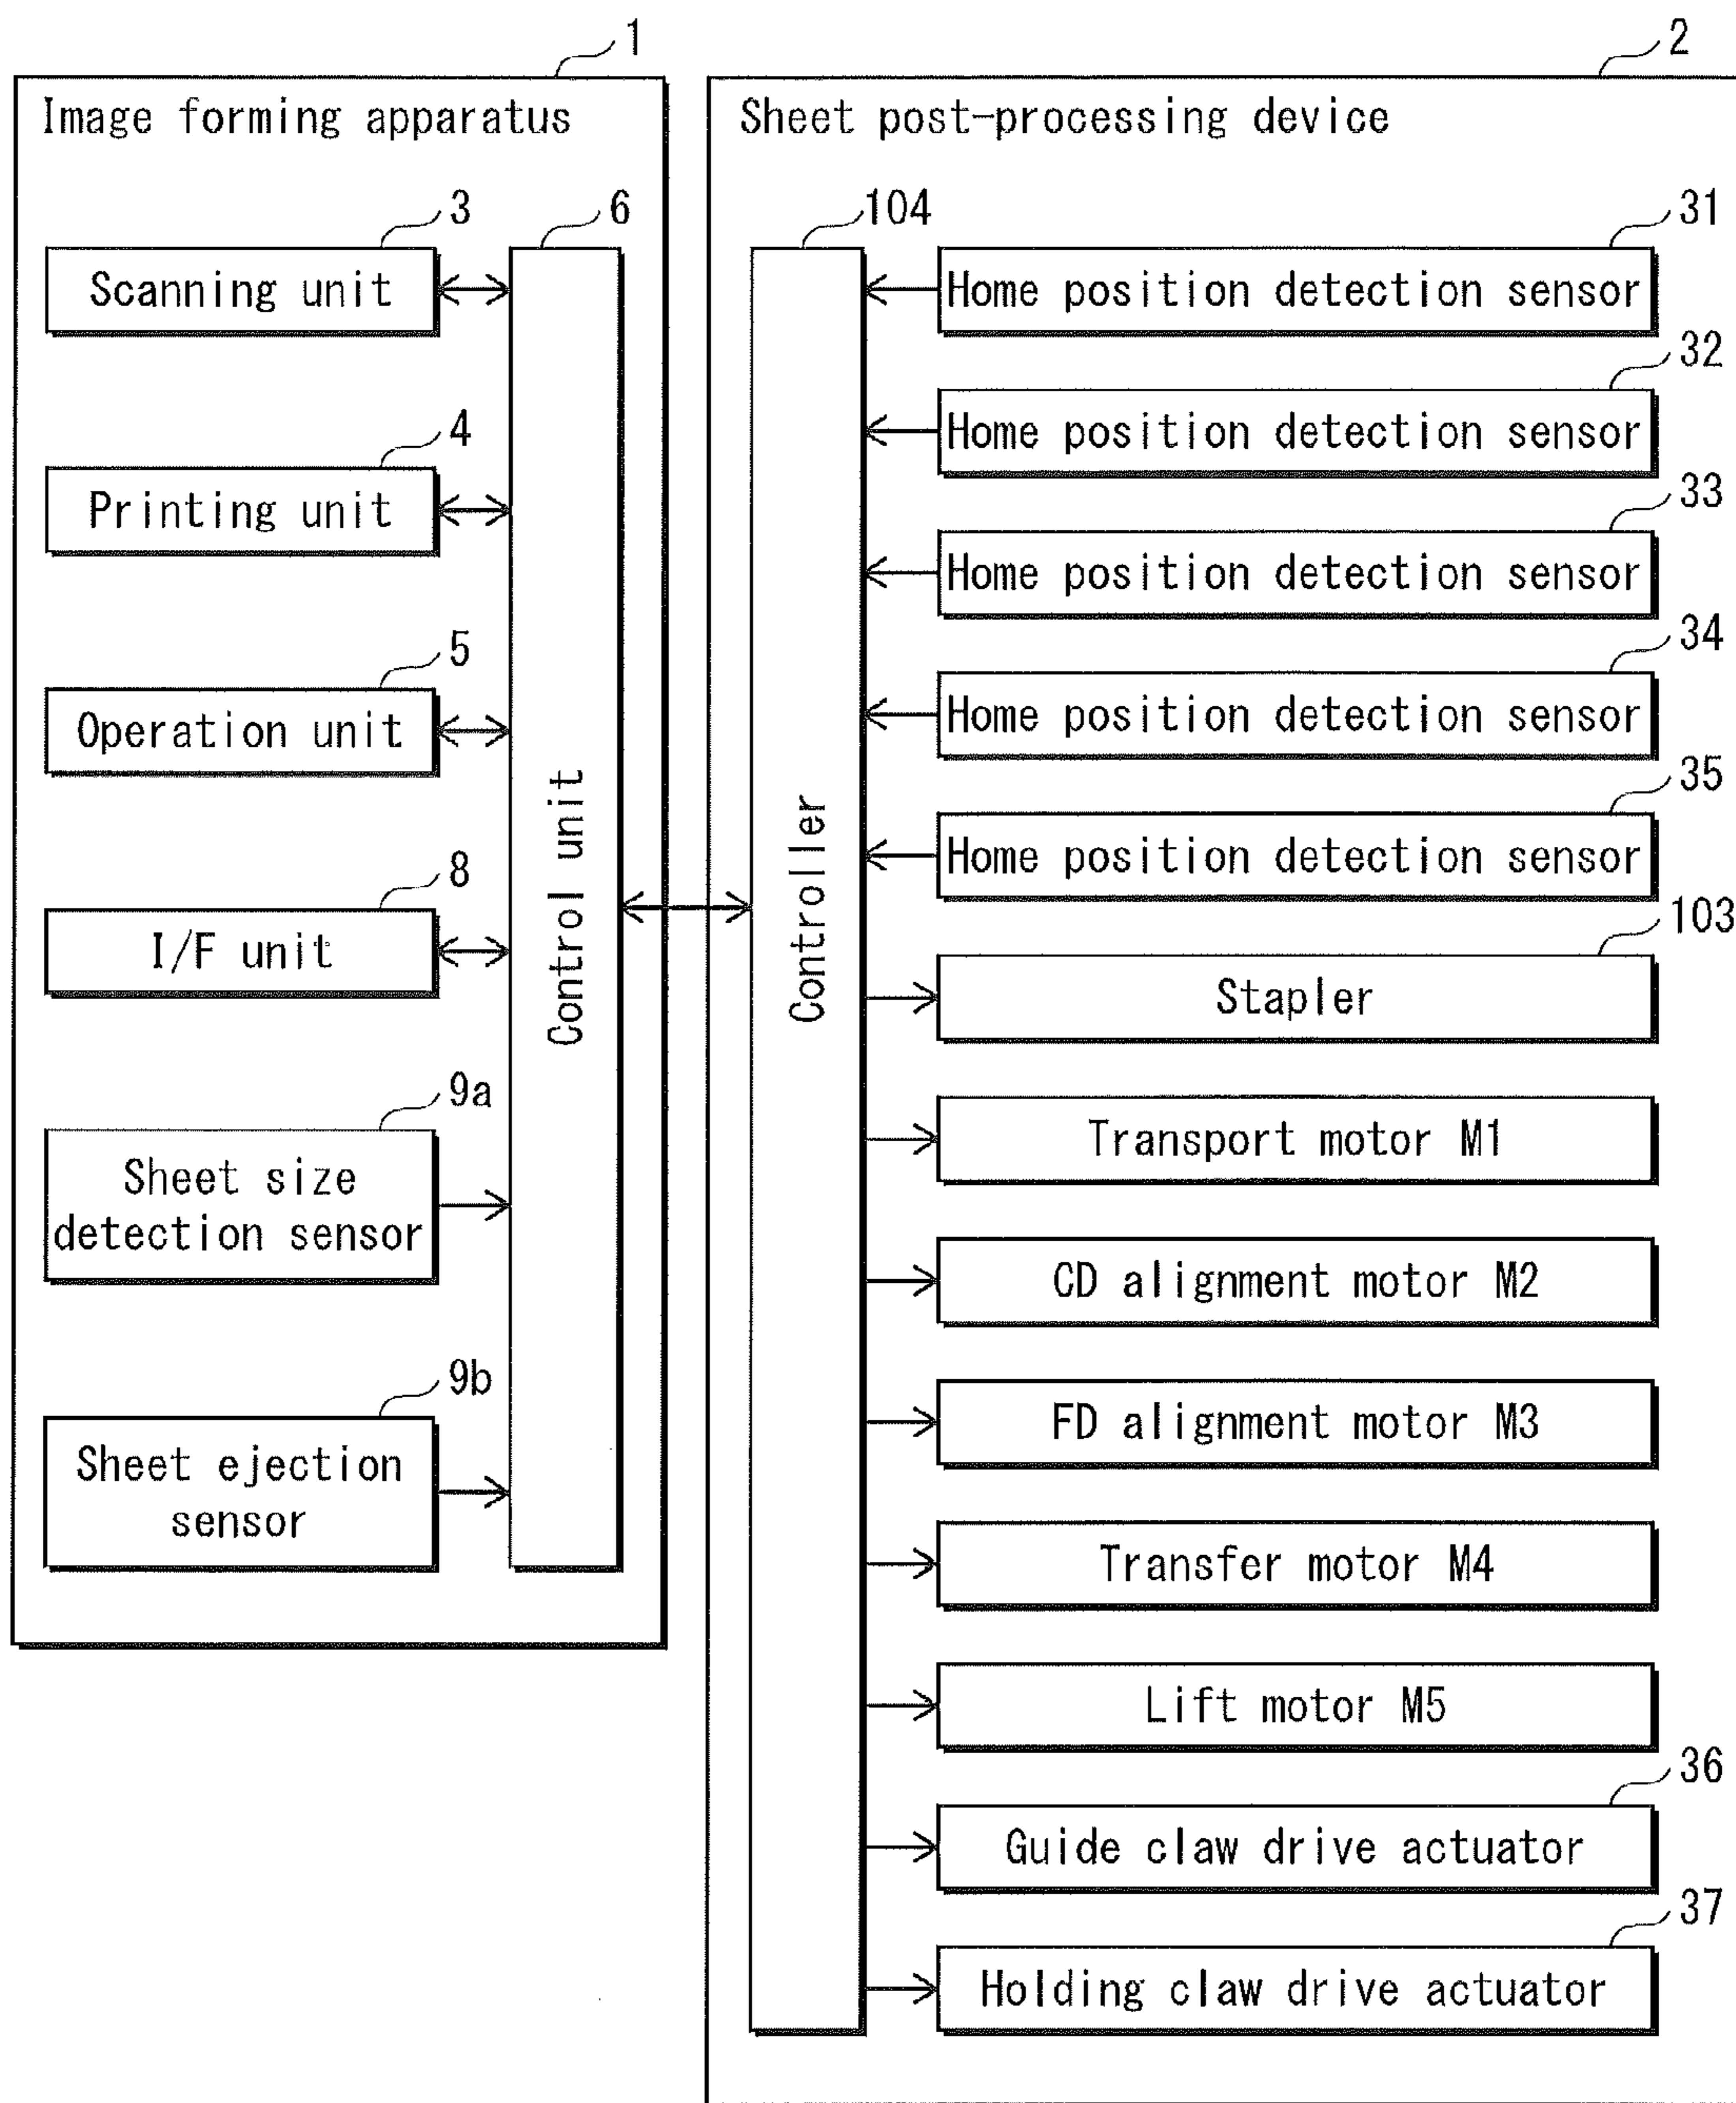 1
Image forming apparatus
3
Scanning unit
4
Printing unit
5
Operation unit
8
I/F unit
9a
Sheet size
detection sensor
9b
Sheet ejection
sensor
6
Control unit
2
Sheet post-processing device
104
Controller
31
Home position detection sensor
32
Home position detection sensor
33
Home position detection sensor
34
Home position detection sensor
35
Home position detection sensor
103
Stapler
Transport motor M1
CD alignment motor M2
FD alignment motor M3
Transfer motor M4
Lift motor M5
36
Guide claw drive actuator
37
Holding claw drive actuator